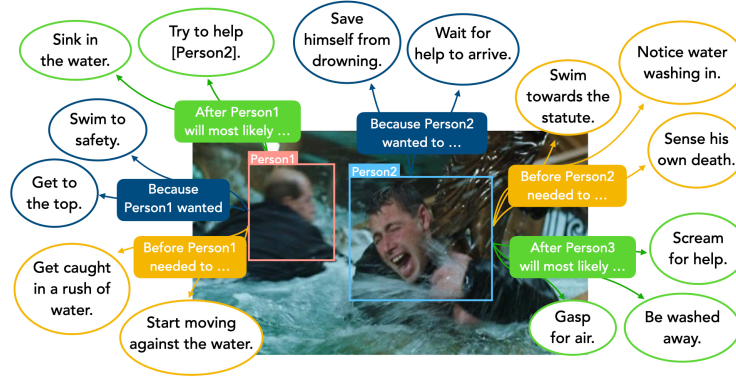 Sink in
the water.
Try to help
[Person2].
Save
himself from
drowning.
Wait for
help to arrive.
Notice water
washing in.
Swim
towards the
statute.
Sense his
own death.
After Person1
will most likely ...
Because Person2
wanted to ...
Swim to
safety.
Get to
the top.
Because
Person1 wanted
Person1
Person2
Before Person2
needed to ...
Before Person1
needed to ...
After Person3
will most likely ...
Scream
for help.
Get caught
in a rush of
water.
Start moving
against the water.
Gasp
for air.
Be washed
away.